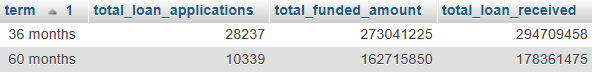 term 1 total_loan_applications total_funded_amount total_loan_received
36 months 28237 273041225 294709458
60 months 10339 162715850 178361475